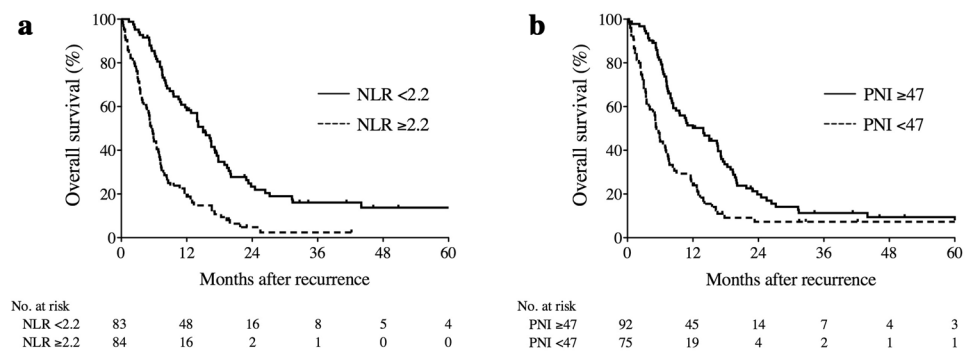 a
Overall survival (%)
100
80
60
40
20
0
NLR <2.2
NLR ≥2.2
0 12 24 36 48 60
Months after recurrence
No. at risk
NLR <2.2 83 48 16 8 5 4
NLR ≥2.2 84 16 2 1 0 0
b
Overall survival (%)
100
80
60
40
20
0
PNI ≥47
PNI <47
0 12 24 36 48 60
Months after recurrence
No. at risk
PNI ≥47 92 45 14 7 4 3
PNI <47 75 19 4 2 1 1